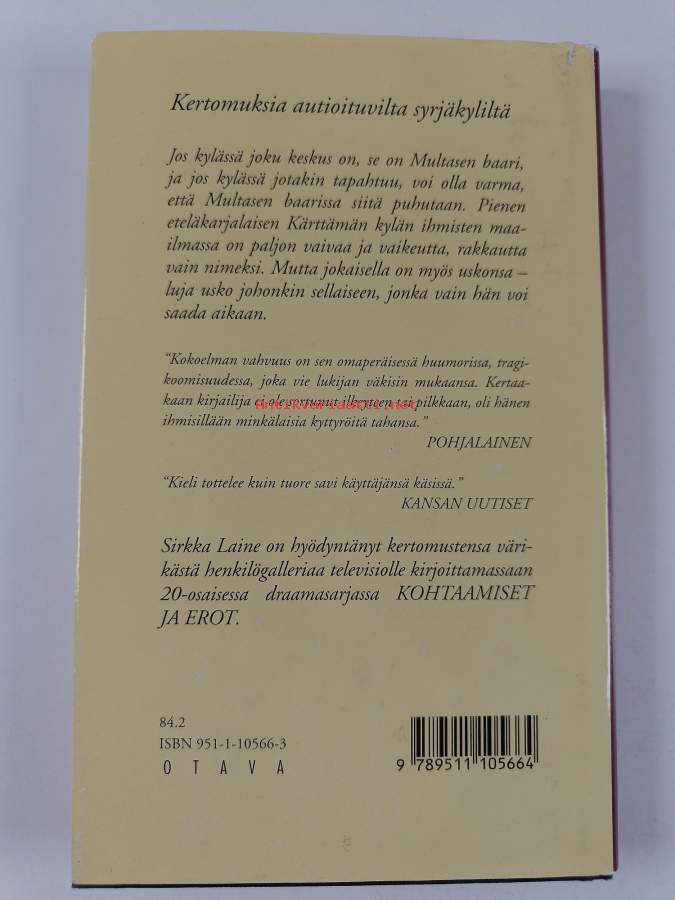 Kertomuksia autioituvilta syrjäkyliltä
Jos kylässä joku keskus on, se on Multasen baari,
ja jos kylässä jotakin tapahtuu, voi olla varma,
että Multasen baarissa siitä puhutaan. Pienen
eteläkarjalaisen Kärttämän kylän ihmisten maa-
ilmassa on paljon vaivaa ja vaikeutta, rakkautta
vain nimeksi. Mutta jokaisella on myös uskonsa –
luja usko johonkin sellaiseen, jonka vain hän voi
saada aikaan.
“Kokoelman vahvuus on sen omaperäisessä huumorissa, tragi-
koomisuudessa, joka vie lukijan väkisin mukaansa. Kertaa-
kaan kirjailija ei ole sortunut ilkeyteen tai pilkkaan, oli hänen
antikvariaatti.net
ihmisillään minkälaisia kyttyröitä tahansa.”
POHJALAINEN
“Kieli tottelee kuin tuore savi käyttäjänsä käsissä.”
KANSAN UUTISET
Sirkka Laine on hyödyntänyt kertomustensa väri-
kästä henkilögalleriaa televisiolle kirjoittamassaan
20-osaisessa draamasarjassa KOHTAAMISET
JA EROT.
84.2
ISBN 951-1-10566-3
OTAVA
9 789511 105664